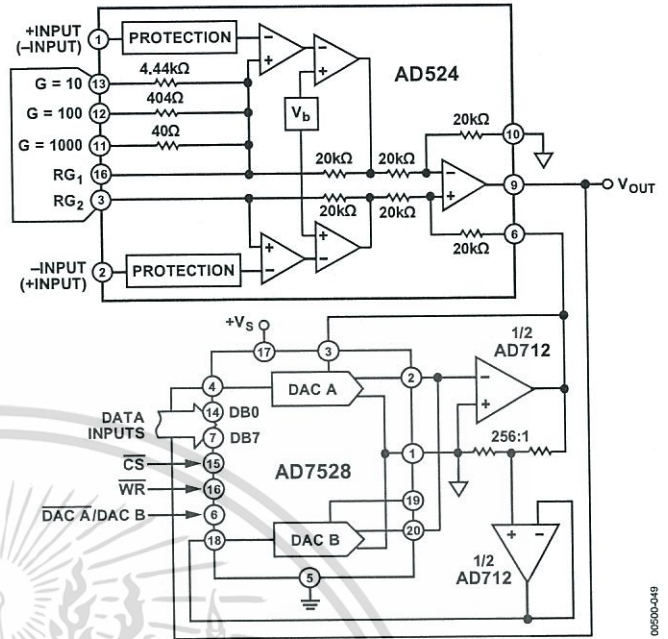 +INPUT
(–INPUT)
1
PROTECTION
AD524
G = 10
13
4.44kΩ
G = 100
12
404Ω
G = 1000
11
40Ω
Vb
RG1
16
RG2
3
20kΩ
20kΩ
20kΩ
10
20kΩ
20kΩ
20kΩ
9
VOUT
6
–INPUT
(+INPUT)
2
PROTECTION
+VS
17
3
1/2
AD712
4
DAC A
2
DATA
INPUTS
14
DB0
7
DB7
256:1
1
CS
15
AD7528
WR
16
19
DAC A/DAC B
6
20
18
DAC B
1/2
AD712
5
00500-049